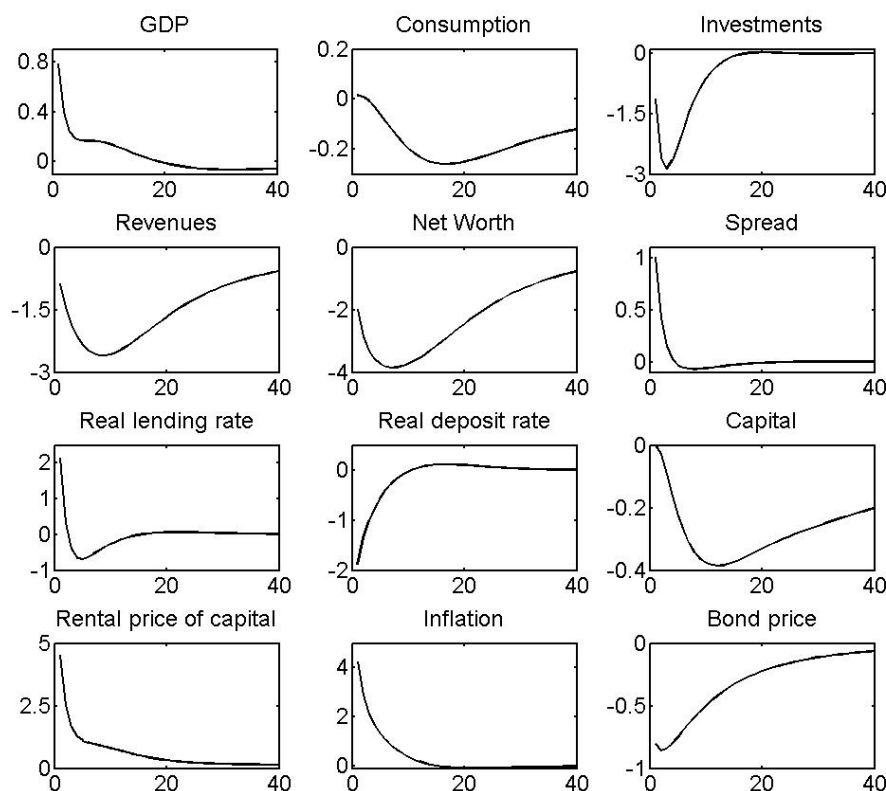 GDP Consumption Investments
0.8 0.2 0
0.4 0 -1.5
0 -0.2 -3
0 20 40 0 20 40 0 20 40
Revenues Net Worth Spread
0 0 1
-1.5 -2 0.5
-3 -4 0
0 20 40 0 20 40 0 20 40
Real lending rate Real deposit rate Capital
2 0 0
1 -1 -0.2
0 -2 -0.4
-1
0 20 40 0 20 40 0 20 40
Rental price of capital Inflation Bond price
5 4 0
2.5 2 -0.5
0 0 -1
0 20 40 0 20 40 0 20 40